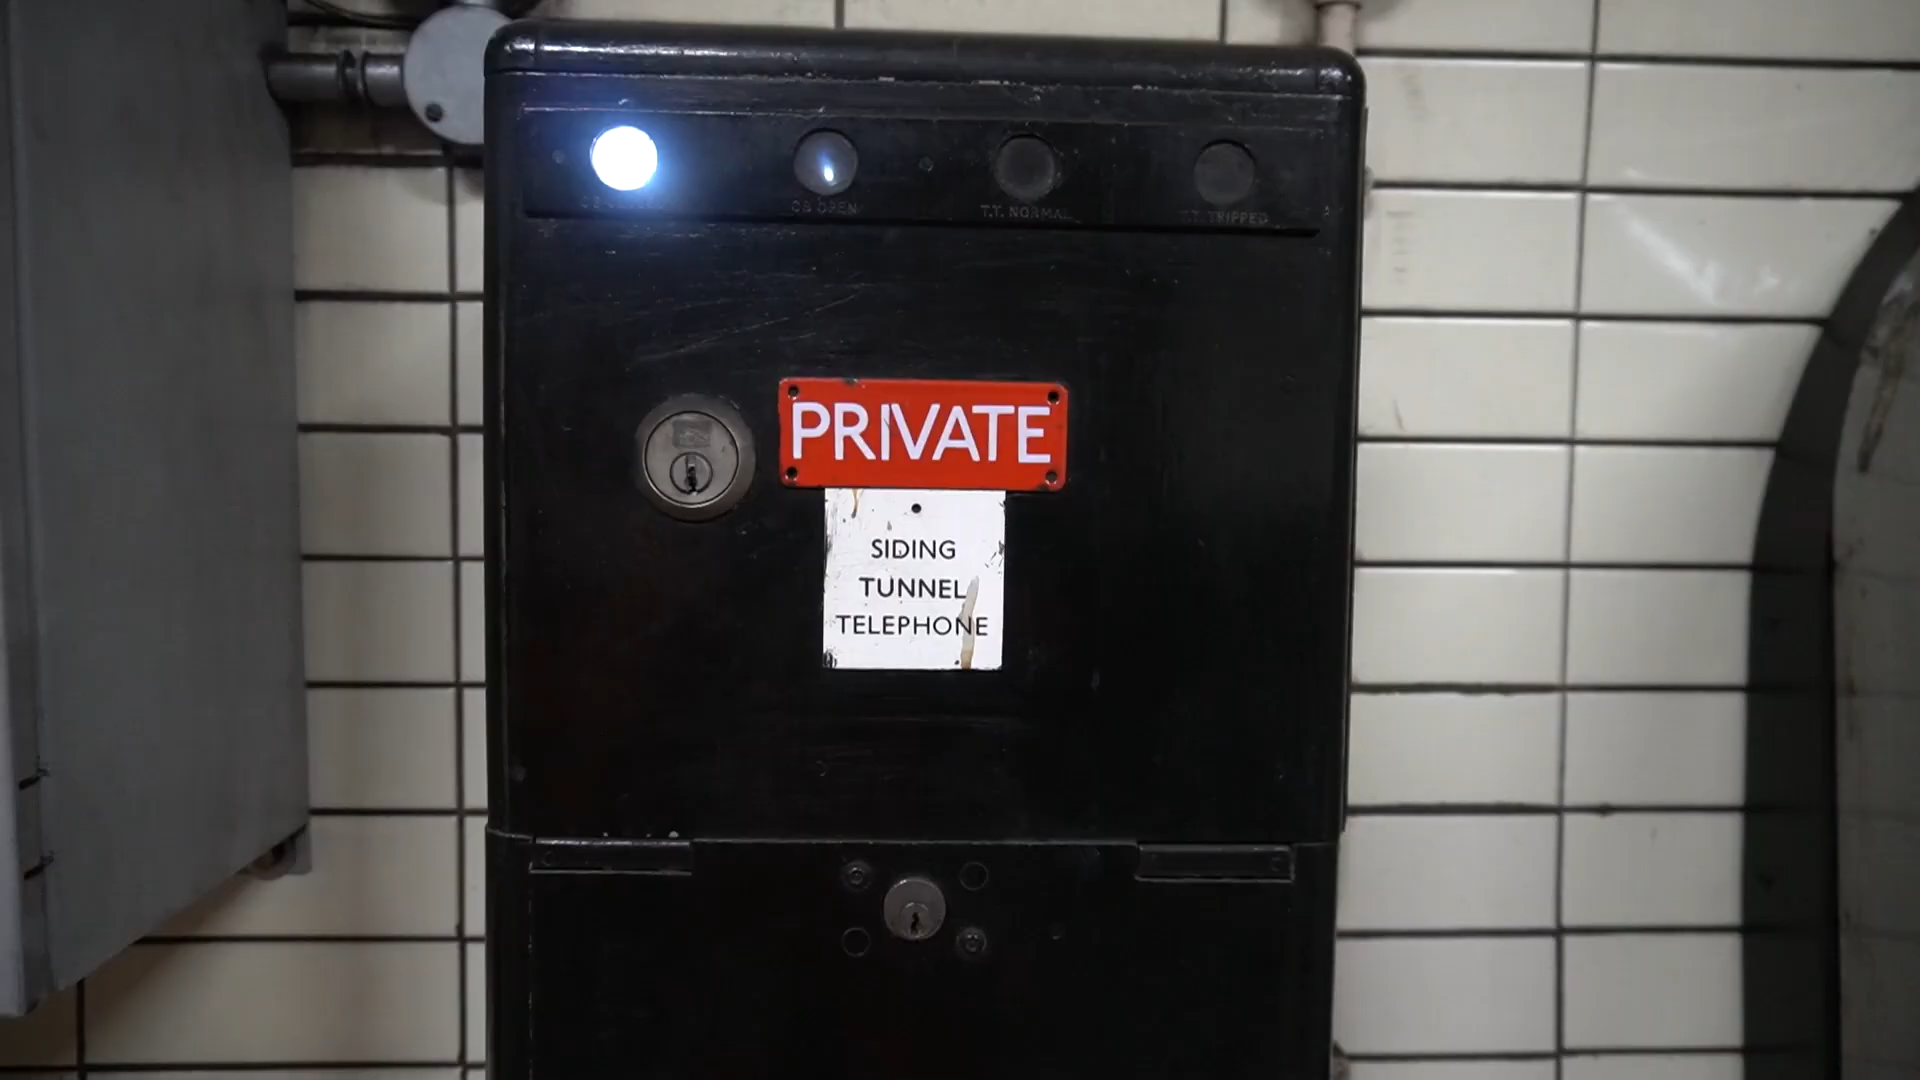 CB OPEN
T.T. NORMAL
T.T. TRIPPED
PRIVATE
SIDING
TUNNEL
TELEPHONE